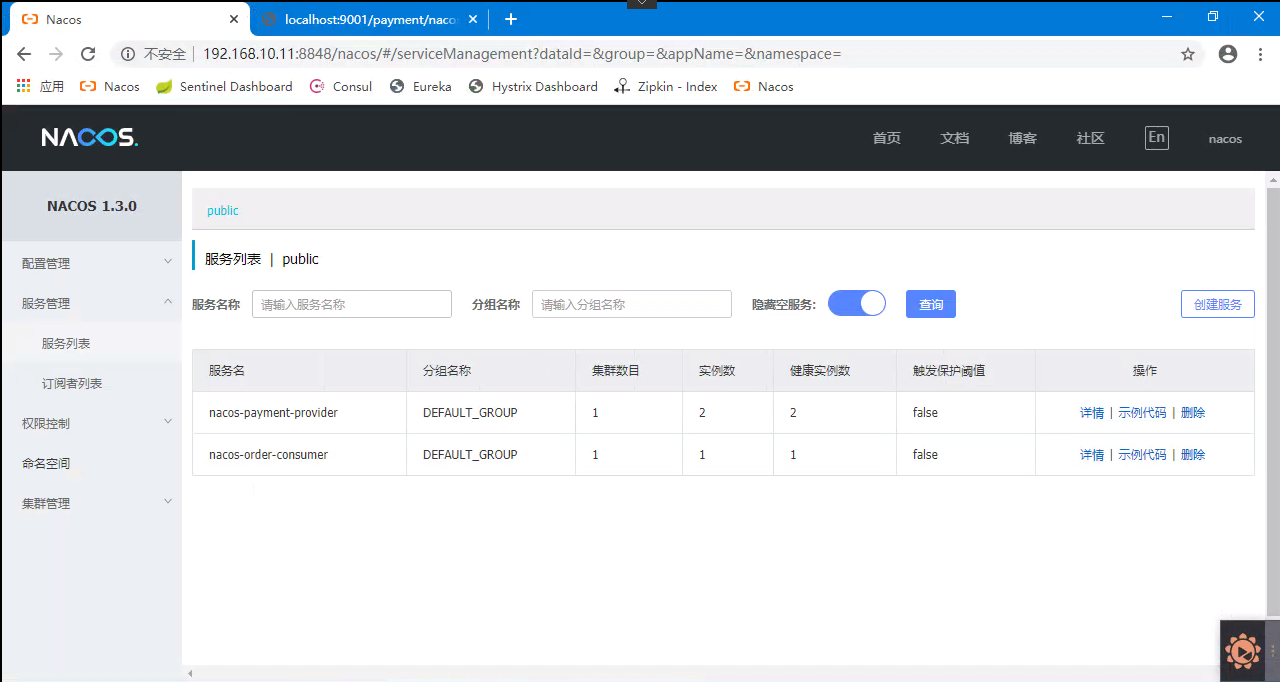 Nacos
localhost:9001/payment/naco
不安全 192.168.10.11:8848/nacos/#/serviceManagement?dataId=&group=&appName=&namespace=
应用 Nacos Sentinel Dashboard Consul Eureka Hystrix Dashboard Zipkin - Index Nacos
NACOS. 首页 文档 博客 社区 En nacos
NACOS 1.3.0
配置管理
服务管理
服务列表
订阅者列表
权限控制
命名空间
集群管理
public
服务列表 | public
服务名称 请输入服务名称 分组名称 请输入分组名称 隐藏空服务: 查询 创建服务
服务名 分组名称 集群数目 实例数 健康实例数 触发保护阈值 操作
nacos-payment-provider DEFAULT_GROUP 1 2 2 false 详情 | 示例代码 | 删除
nacos-order-consumer DEFAULT_GROUP 1 1 1 false 详情 | 示例代码 | 删除